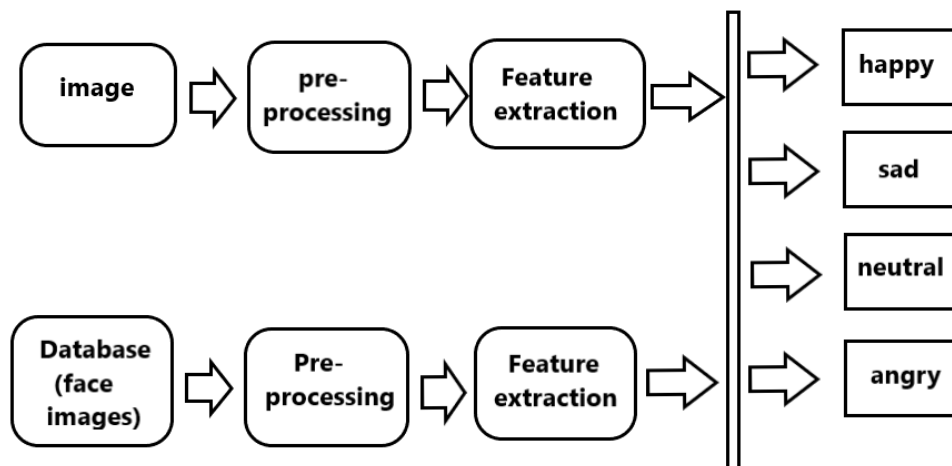 image
pre-
processing
Feature
extraction
happy
sad
neutral
angry
Database
(face
images)
Pre-
processing
Feature
extraction